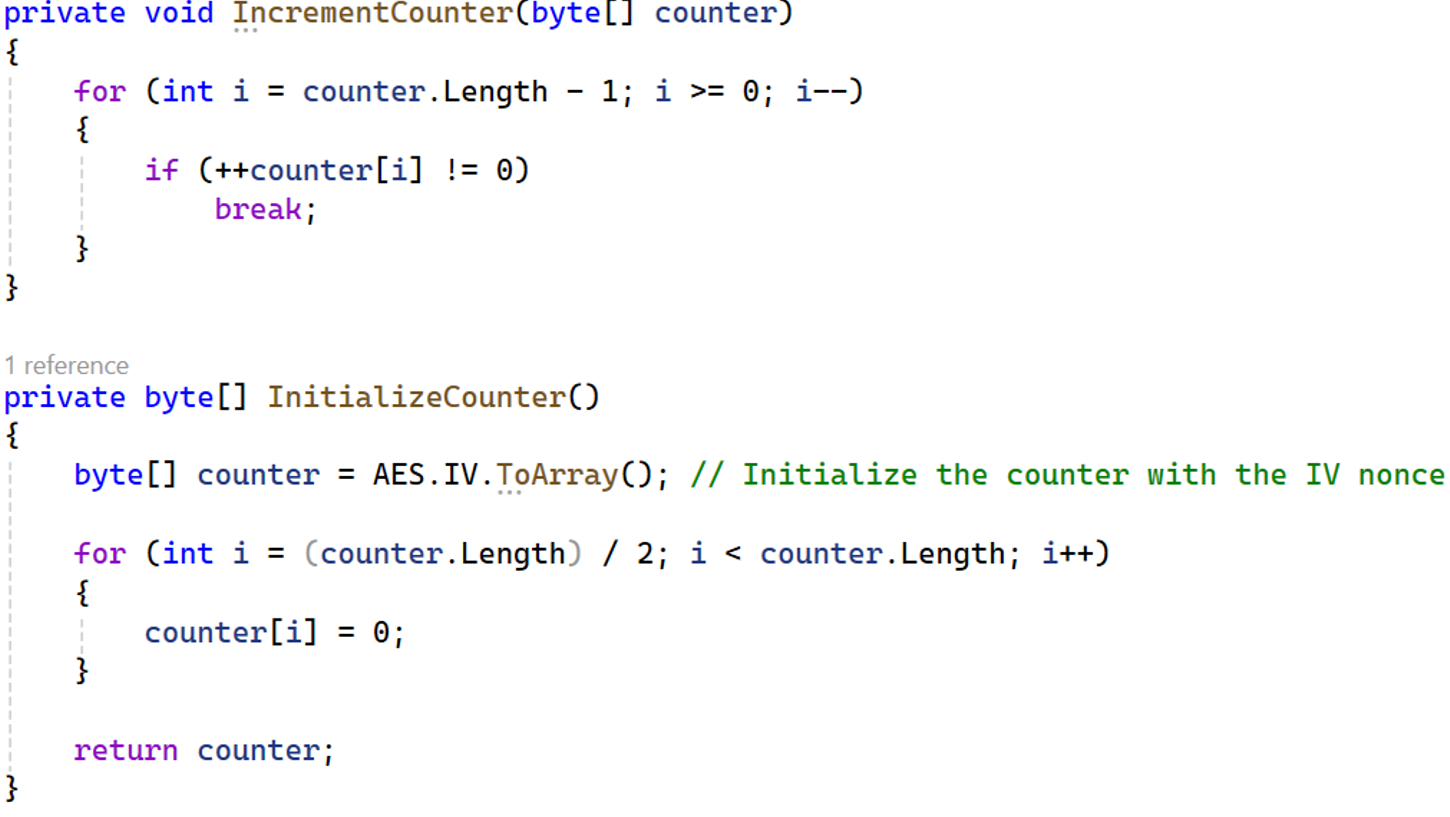 private void IncrementCounter(byte[] counter)
{
    for (int i = counter.Length - 1; i >= 0; i--)
    {
        if (++counter[i] != 0)
            break;
    }
}
1 reference
private byte[] InitializeCounter()
{
    byte[] counter = AES.IV.ToArray(); // Initialize the counter with the IV nonce
    for (int i = (counter.Length) / 2; i < counter.Length; i++)
    {
        counter[i] = 0;
    }
    return counter;
}